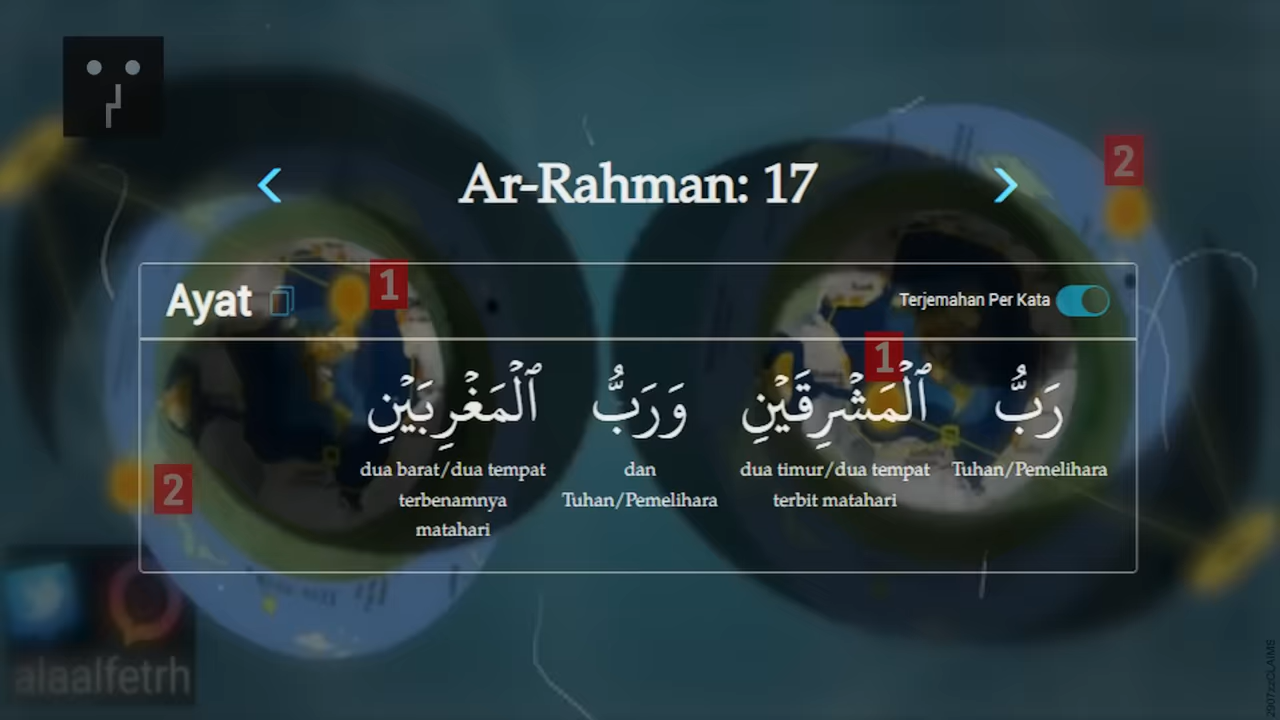 Ar-Rahman: 17
2
1
Ayat
Terjemahan Per Kata
1
رَبُّ ٱلْمَشْرِقَيْنِ وَرَبُّ ٱلْمَغْرِبَيْنِ
Tuhan/Pemelihara
dua timur/dua tempat
terbit matahari
dan
Tuhan/Pemelihara
dua barat/dua tempat
terbenamnya
matahari
2
alaalfetrh